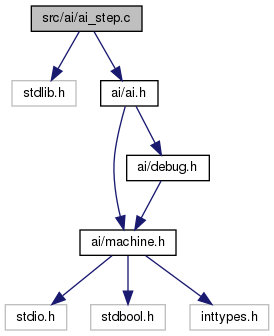 src/ai/ai_step.c
stdlib.h
ai/ai.h
ai/debug.h
ai/machine.h
stdio.h
stdbool.h
inttypes.h